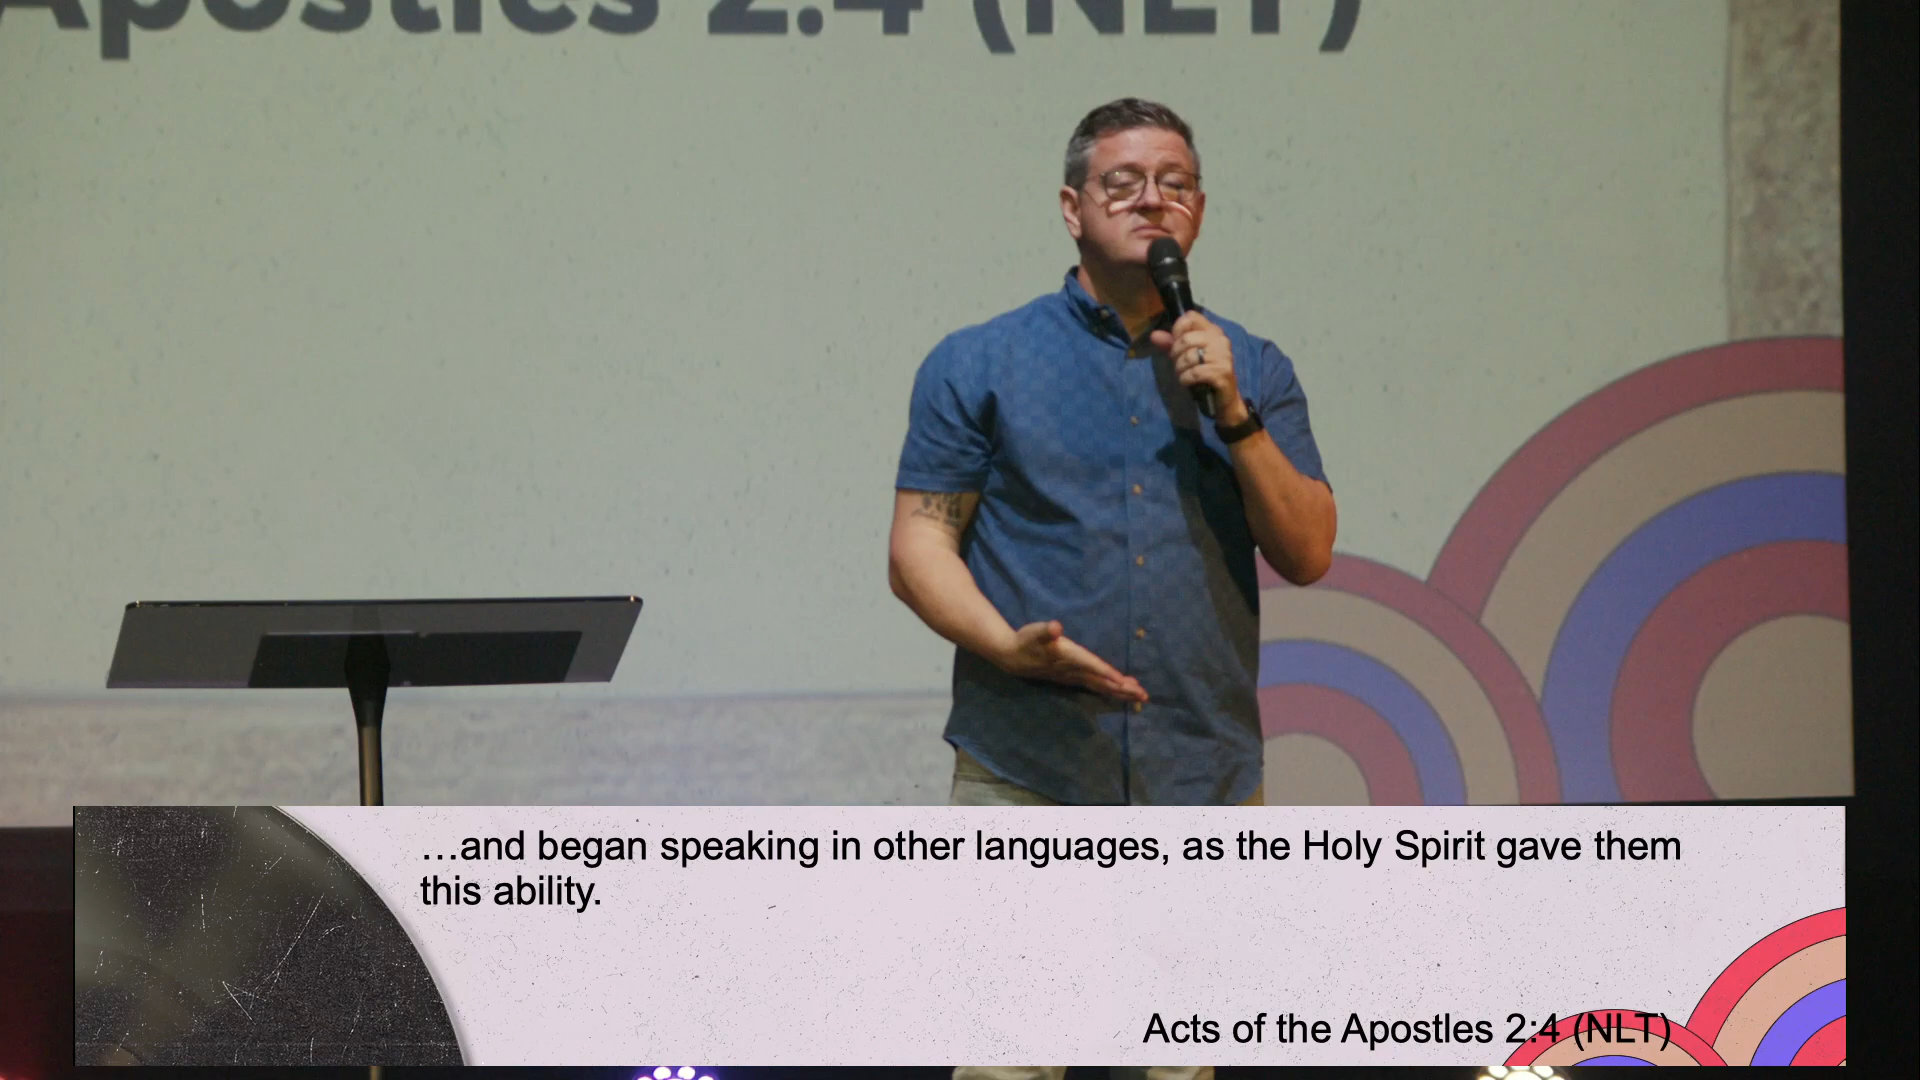 Apostles 2:4 (NLT)
…and began speaking in other languages, as the Holy Spirit gave them
this ability.
Acts of the Apostles 2:4 (NLT)